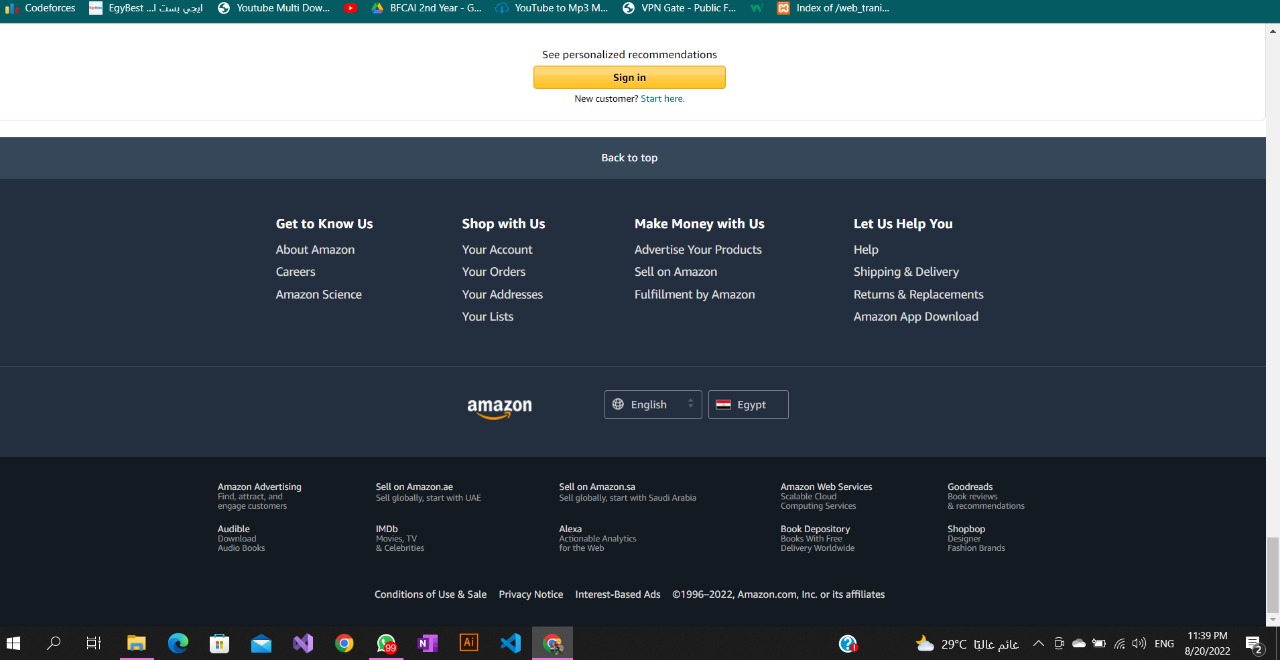 Codeforces
EgyBest ...ايجي بست ا
Youtube Multi Dow...
BFCAI 2nd Year - G...
YouTube to Mp3 M...
VPN Gate - Public F...
Index of /web_trani...
See personalized recommendations
Sign in
New customer? Start here.
Back to top
Get to Know Us
About Amazon
Careers
Amazon Science
Shop with Us
Your Account
Your Orders
Your Addresses
Your Lists
Make Money with Us
Advertise Your Products
Sell on Amazon
Fulfillment by Amazon
Let Us Help You
Help
Shipping & Delivery
Returns & Replacements
Amazon App Download
amazon
English
Egypt
Amazon Advertising
Find, attract, and
engage customers
Sell on Amazon.ae
Sell globally, start with UAE
Sell on Amazon.sa
Sell globally, start with Saudi Arabia
Amazon Web Services
Scalable Cloud
Computing Services
Goodreads
Book reviews
& recommendations
Audible
Download
Audio Books
IMDb
Movies, TV
& Celebrities
Alexa
Actionable Analytics
for the Web
Book Depository
Books With Free
Delivery Worldwide
Shopbop
Designer
Fashion Brands
Conditions of Use & Sale
Privacy Notice
Interest-Based Ads
©1996–2022, Amazon.com, Inc. or its affiliates
99
N
Ai
29°C غائم غالبًا
ENG
11:39 PM
8/20/2022
2